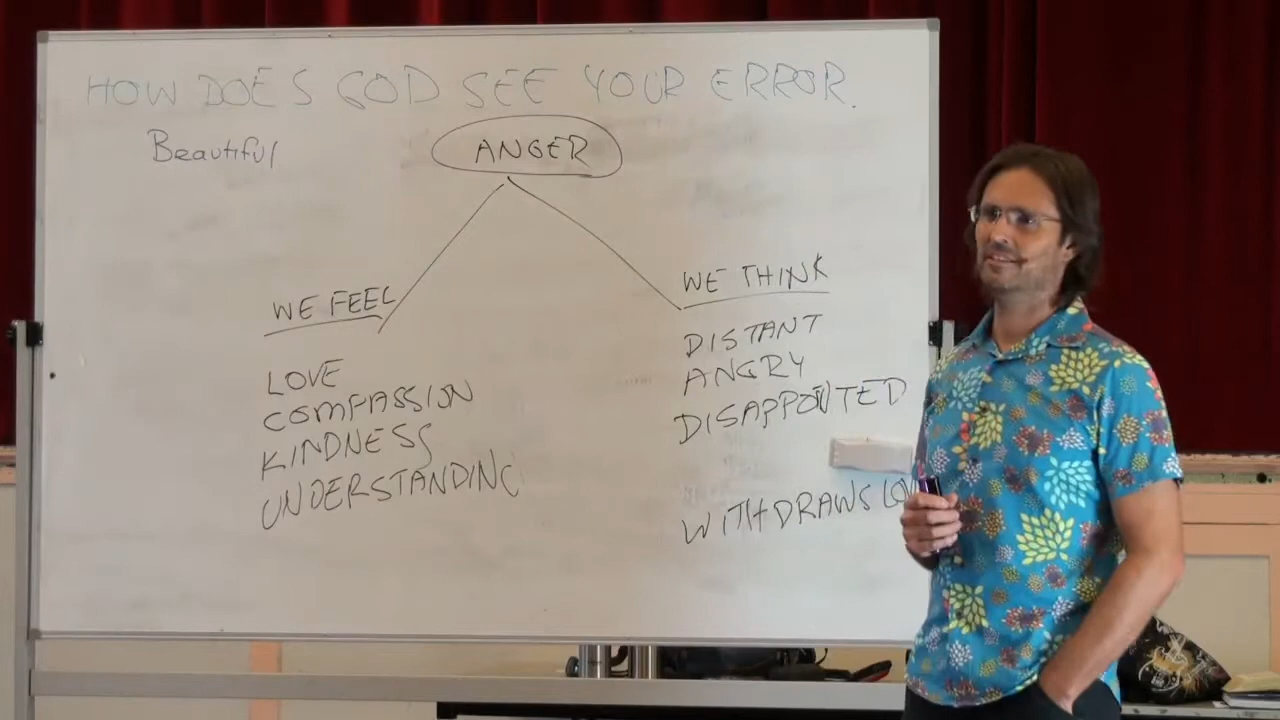 HOW DOES GOD SEE YOUR ERROR.
Beautiful
ANGER
WE FEEL
LOVE
COMPASSION
KINDNESS
UNDERSTANDING
WE THINK
DISTANT
ANGRY
DISAPPOINTED
WITHDRAWS